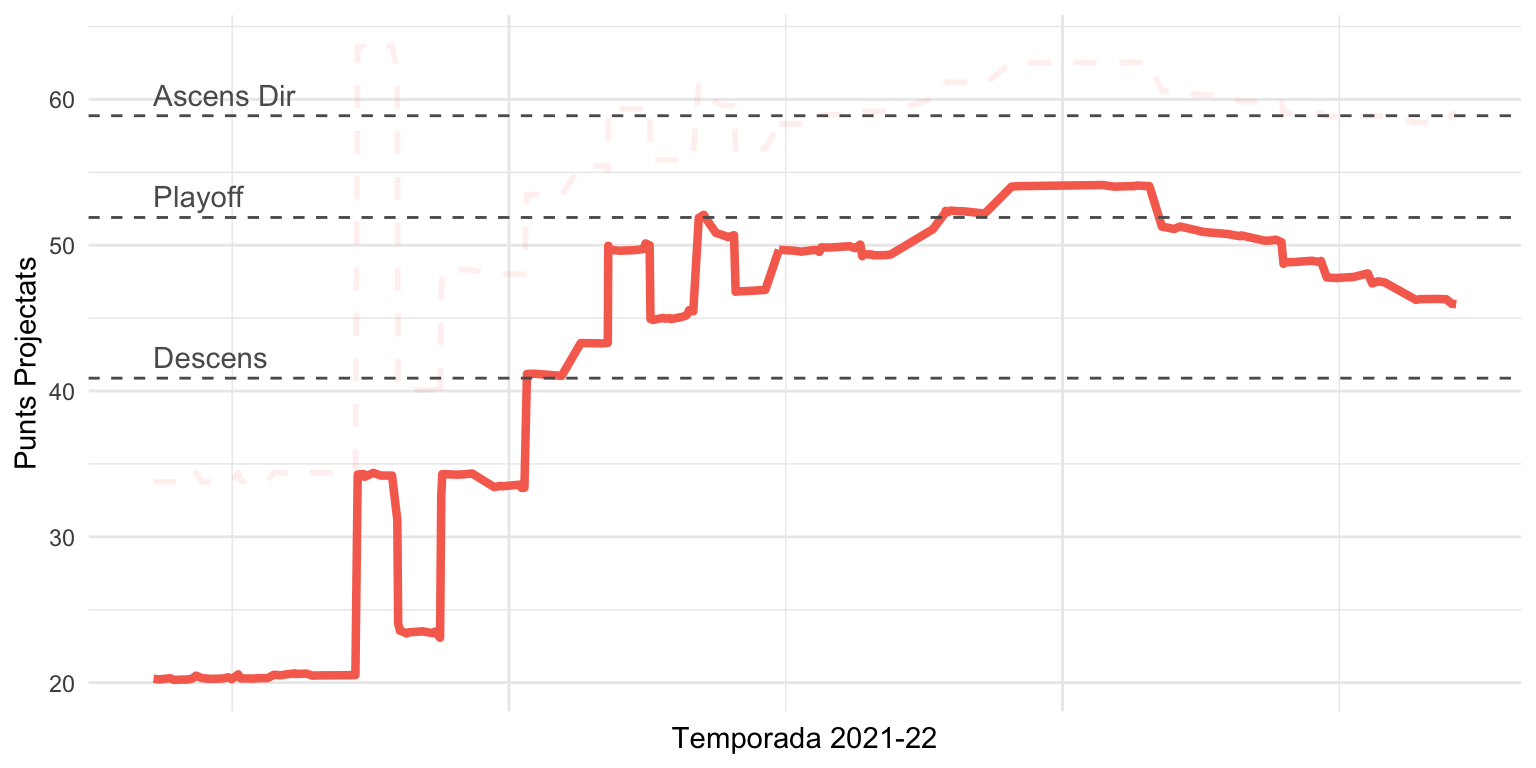 60
Ascens Dir
Playoff
50
Descens
40
30
20
Punts Projectats
Temporada 2021-22